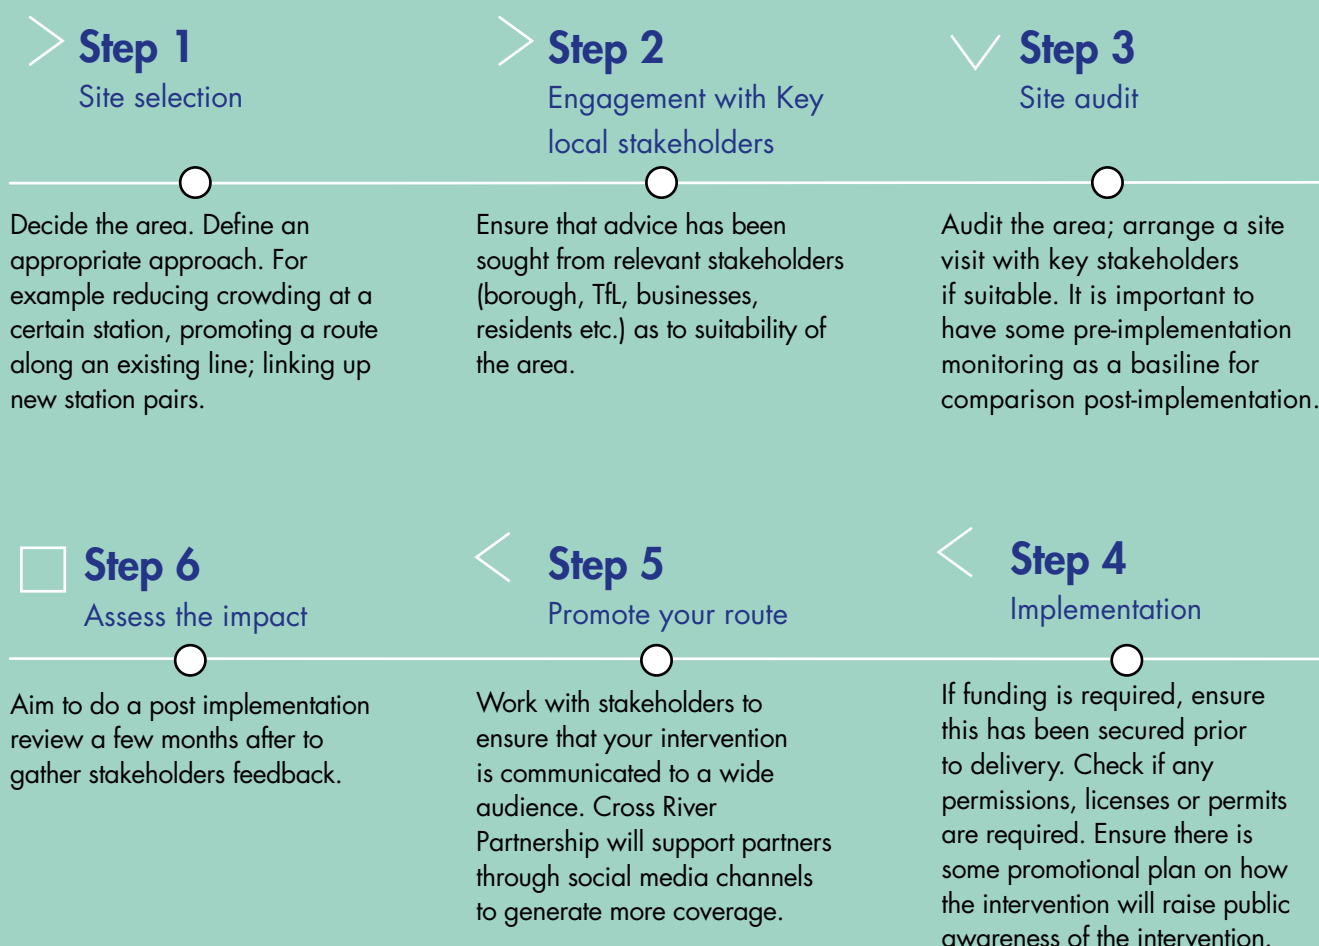 Step 1
Site selection
Decide the area. Define an
appropriate approach. For
example reducing crowding at a
certain station, promoting a route
along an existing line; linking up
new station pairs.
Step 2
Engagement with Key
local stakeholders
Ensure that advice has been
sought from relevant stakeholders
(borough, TfL, businesses,
residents etc.) as to suitability of
the area.
Step 3
Site audit
Audit the area; arrange a site
visit with key stakeholders
if suitable. It is important to
have some pre-implementation
monitoring as a basiline for
comparison post-implementation.
Step 4
Implementation
If funding is required, ensure
this has been secured prior
to delivery. Check if any
permissions, licenses or permits
are required. Ensure there is
some promotional plan on how
the intervention will raise public
awareness of the intervention.
Step 5
Promote your route
Work with stakeholders to
ensure that your intervention
is communicated to a wide
audience. Cross River
Partnership will support partners
through social media channels
to generate more coverage.
Step 6
Assess the impact
Aim to do a post implementation
review a few months after to
gather stakeholders feedback.